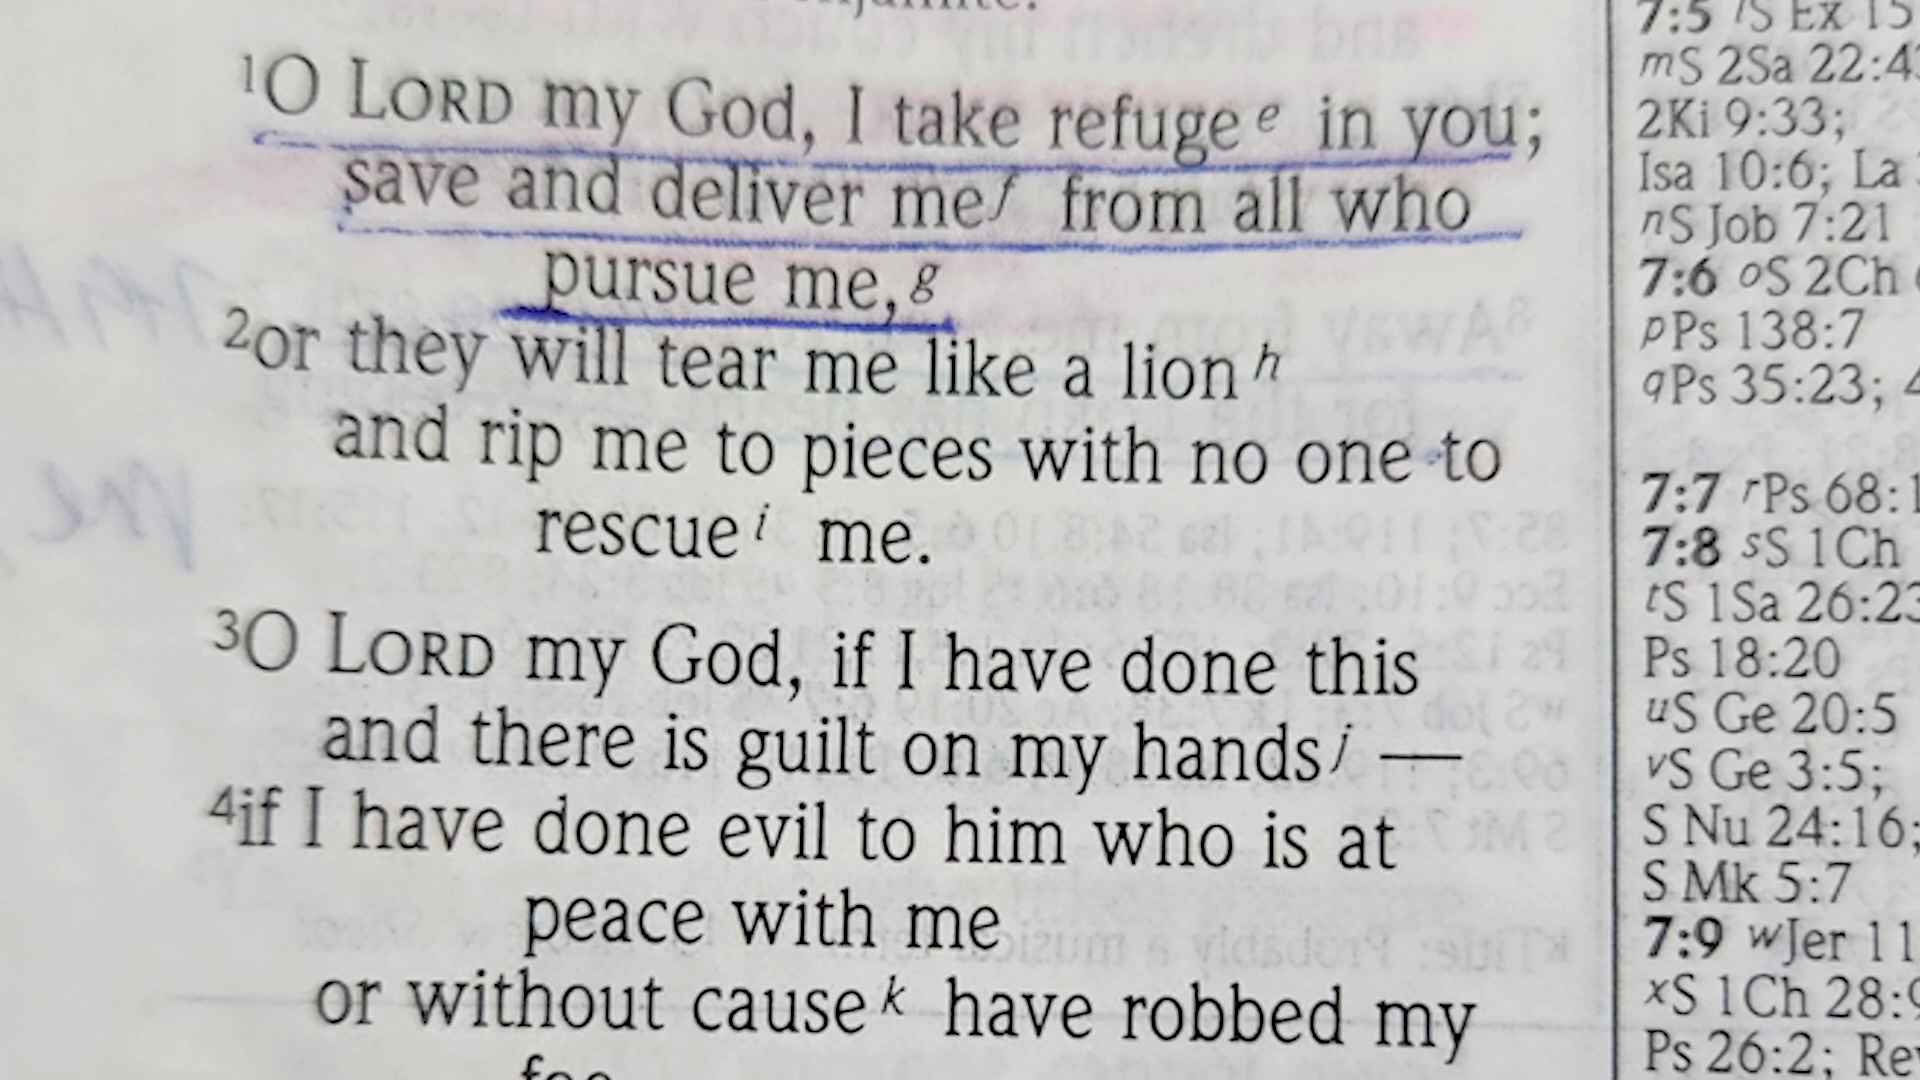 ¹O LORD my God, I take refuge e in you;
save and deliver me f from all who
pursue me, g
²or they will tear me like a lion h
and rip me to pieces with no one to
rescue i me.
³O LORD my God, if I have done this
and there is guilt on my hands j —
⁴if I have done evil to him who is at
peace with me
or without cause k have robbed my
7:5 lS Ex 15
mS 2Sa 22:43
2Ki 9:33;
Isa 10:6; La
nS Job 7:21
7:6 oS 2Ch
pPs 138:7
qPs 35:23;
7:7 rPs 68:1
7:8 sS 1Ch
tS 1Sa 26:23
Ps 18:20
uS Ge 20:5
vS Ge 3:5;
S Nu 24:16;
S Mk 5:7
7:9 wJer 11
xS 1Ch 28:9
Ps 26:2; Rev